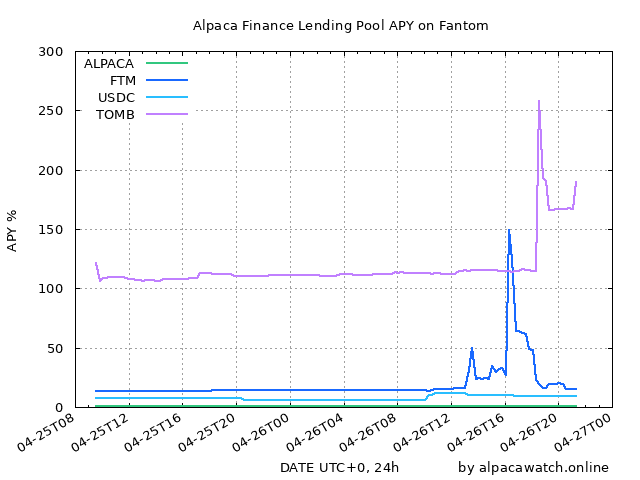 Alpaca Finance Lending Pool APY on Fantom
300
250
200
150
100
50
0
APY %
ALPACA
FTM
USDC
TOMB
04-25T08
04-25T12
04-25T16
04-25T20
04-26T00
04-26T04
04-26T08
04-26T12
04-26T16
04-26T20
04-27T00
DATE UTC+0, 24h
by alpacawatch.online